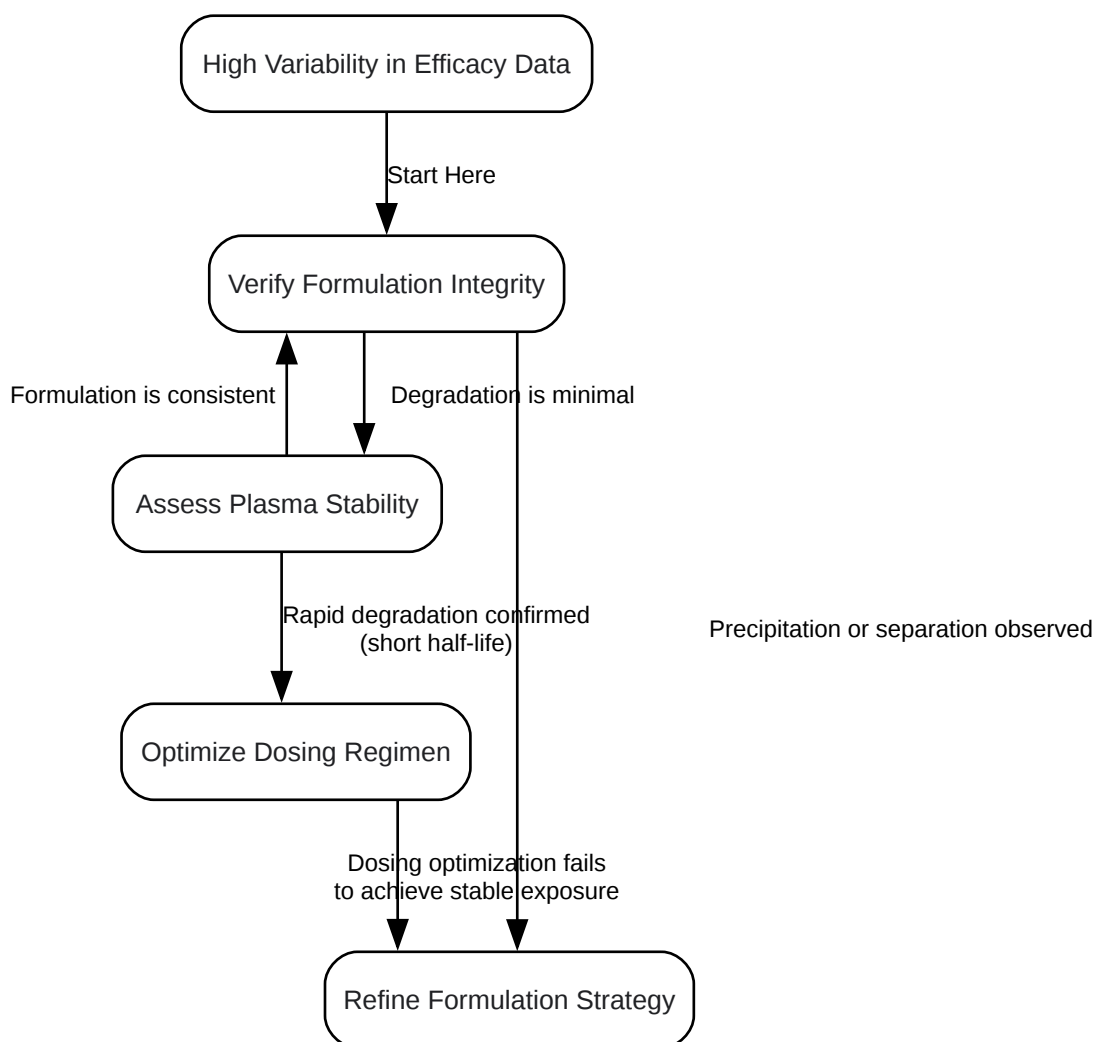 High Variability in Efficacy Data
Start Here
Verify Formulation Integrity
Formulation is consistent
Degradation is minimal
Assess Plasma Stability
Rapid degradation confirmed
(short half-life)
Precipitation or separation observed
Optimize Dosing Regimen
Dosing optimization fails
to achieve stable exposure
Refine Formulation Strategy